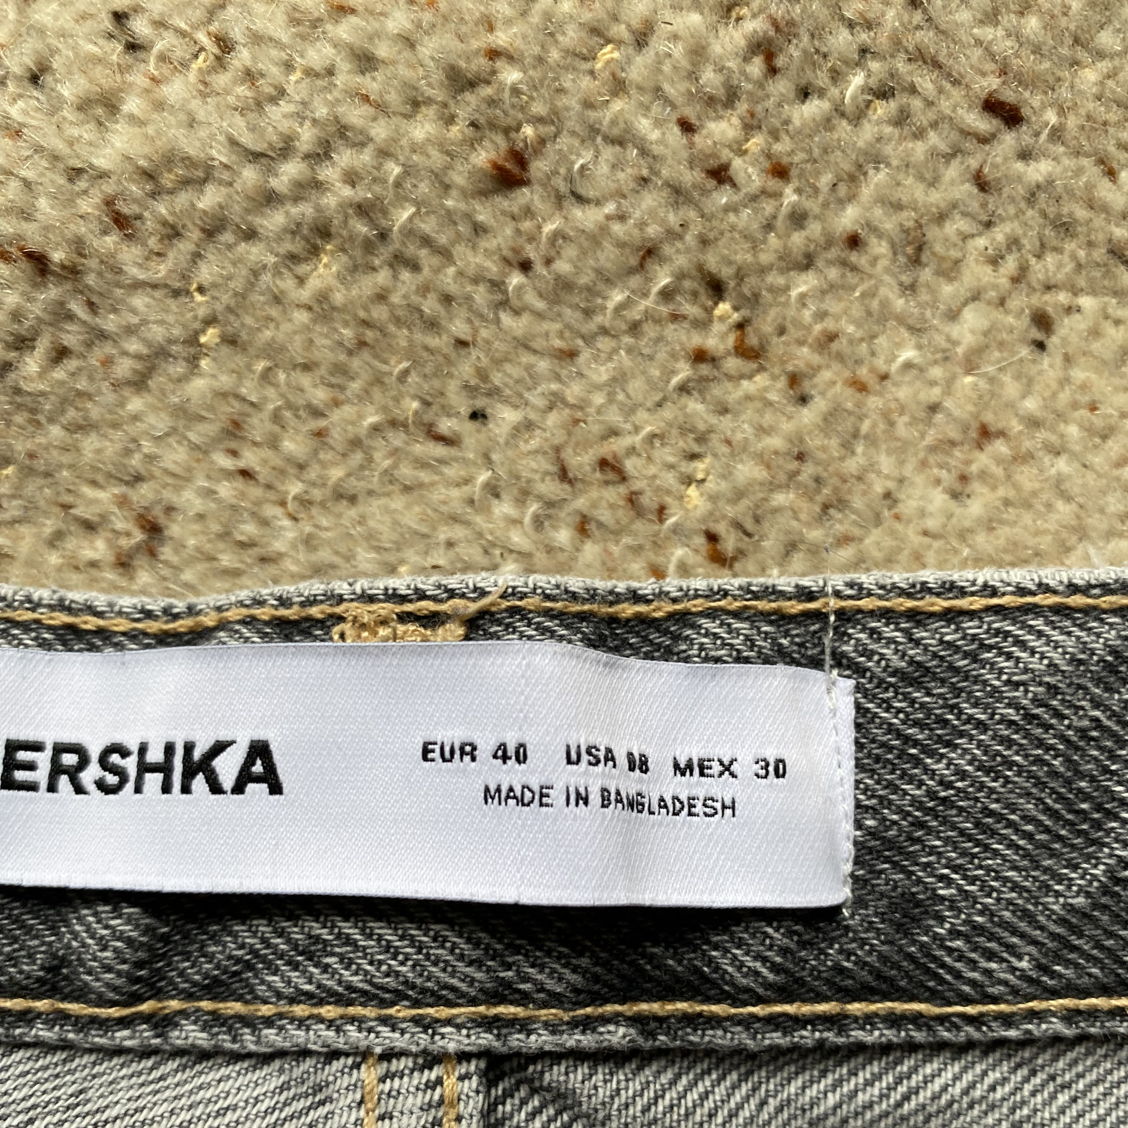 ERSHKA
EUR 40 USA 08 MEX 30
MADE IN BANGLADESH